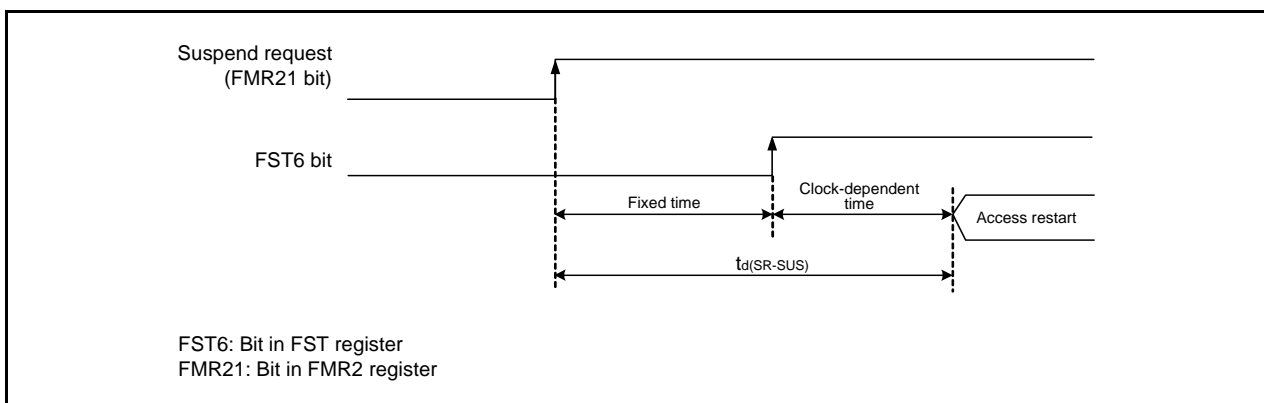 Suspend request
(FMR21 bit)
FST6 bit
Fixed time
Clock-dependent
time
Access restart
td(SR-SUS)
FST6: Bit in FST register
FMR21: Bit in FMR2 register